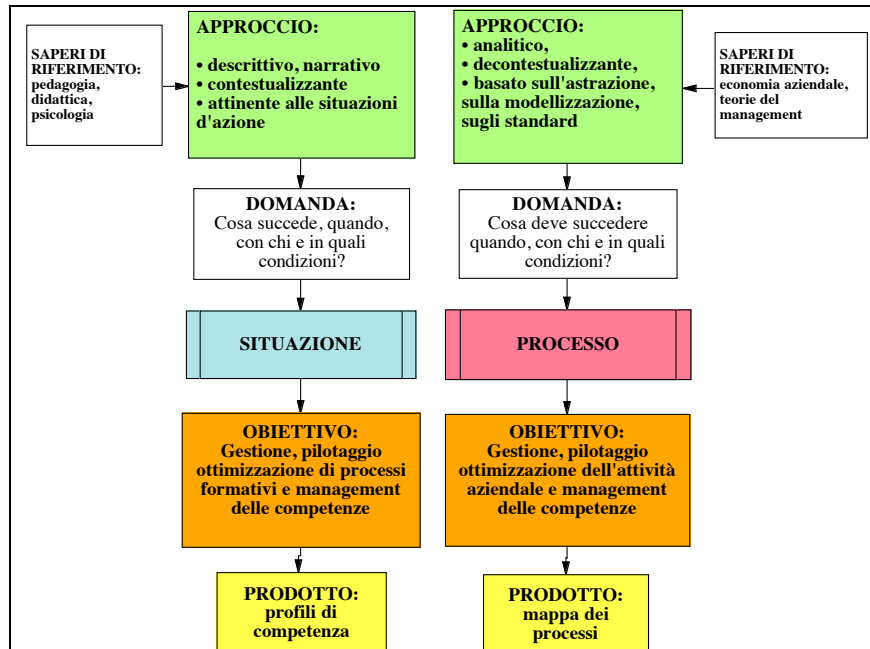 SAPERI DI
RIFERIMENTO:
pedagogia,
didattica,
psicologia
APPROCCIO:
• descrittivo, narrativo
• contestualizzante
• attinente alle situazioni
d'azione
APPROCCIO:
• analitico,
• decontestualizzante,
• basato sull'astrazione,
sulla modellizzazione,
sugli standard
SAPERI DI
RIFERIMENTO:
economia aziendale,
teorie del
management
DOMANDA:
Cosa succede, quando,
con chi e in quali
condizioni?
DOMANDA:
Cosa deve succedere
quando, con chi e in quali
condizioni?
SITUAZIONE
PROCESSO
OBIETTIVO:
Gestione, pilotaggio
ottimizzazione di processi
formativi e management
delle competenze
OBIETTIVO:
Gestione, pilotaggio
ottimizzazione dell'attività
aziendale e management
delle competenze
PRODOTTO:
profili di
competenza
PRODOTTO:
mappa dei
processi